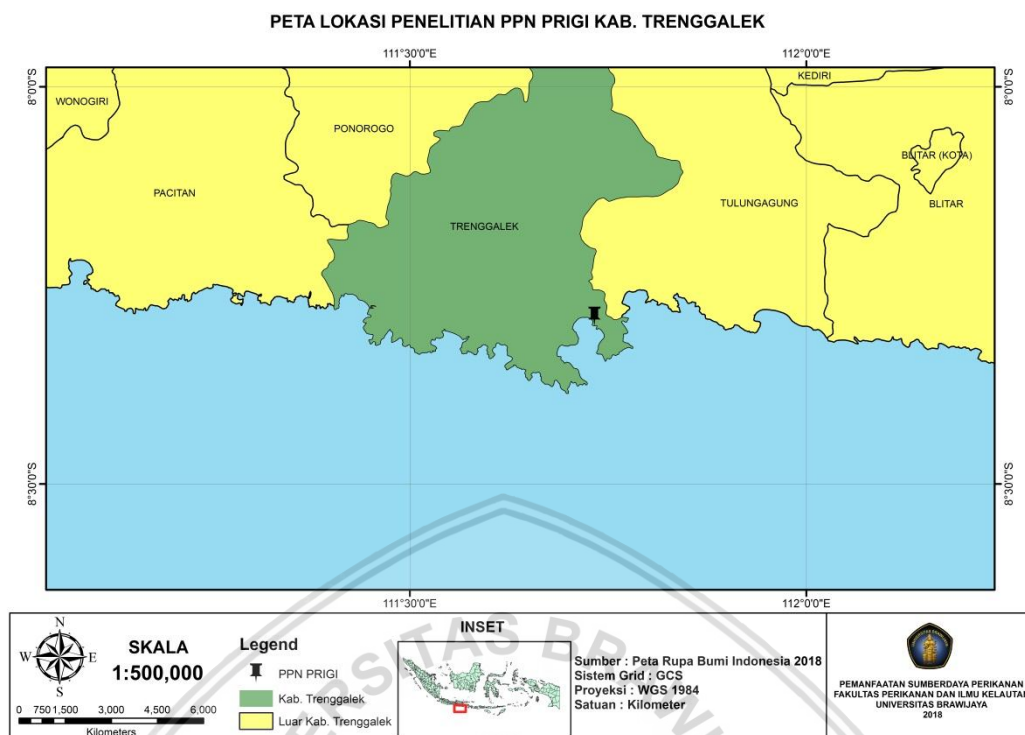 PETA LOKASI PENELITIAN PPN PRIGI KAB. TRENGGALEK
111°30'0"E
112°0'0"E
8°0'0"S
8°0'0"S
WONOGIRI
PONOROGO
KEDIRI
BLITAR (KOTA)
PACITAN
TRENGGALEK
TULUNGAGUNG
BLITAR
8°30'0"S
8°30'0"S
111°30'0"E
112°0'0"E
N
W
E
S
SKALA
1:500,000
0 750 1,500 3,000 4,500 6,000
Kilometers
Legend
PPN PRIGI
Kab. Trenggalek
Luar Kab. Trenggalek
INSET
Sumber : Peta Rupa Bumi Indonesia 2018
Sistem Grid : GCS
Proyeksi : WGS 1984
Satuan : Kilometer
PEMANFAATAN SUMBERDAYA PERIKANAN
FAKULTAS PERIKANAN DAN ILMU KELAUTAN
UNIVERSITAS BRAWIJAYA
2018